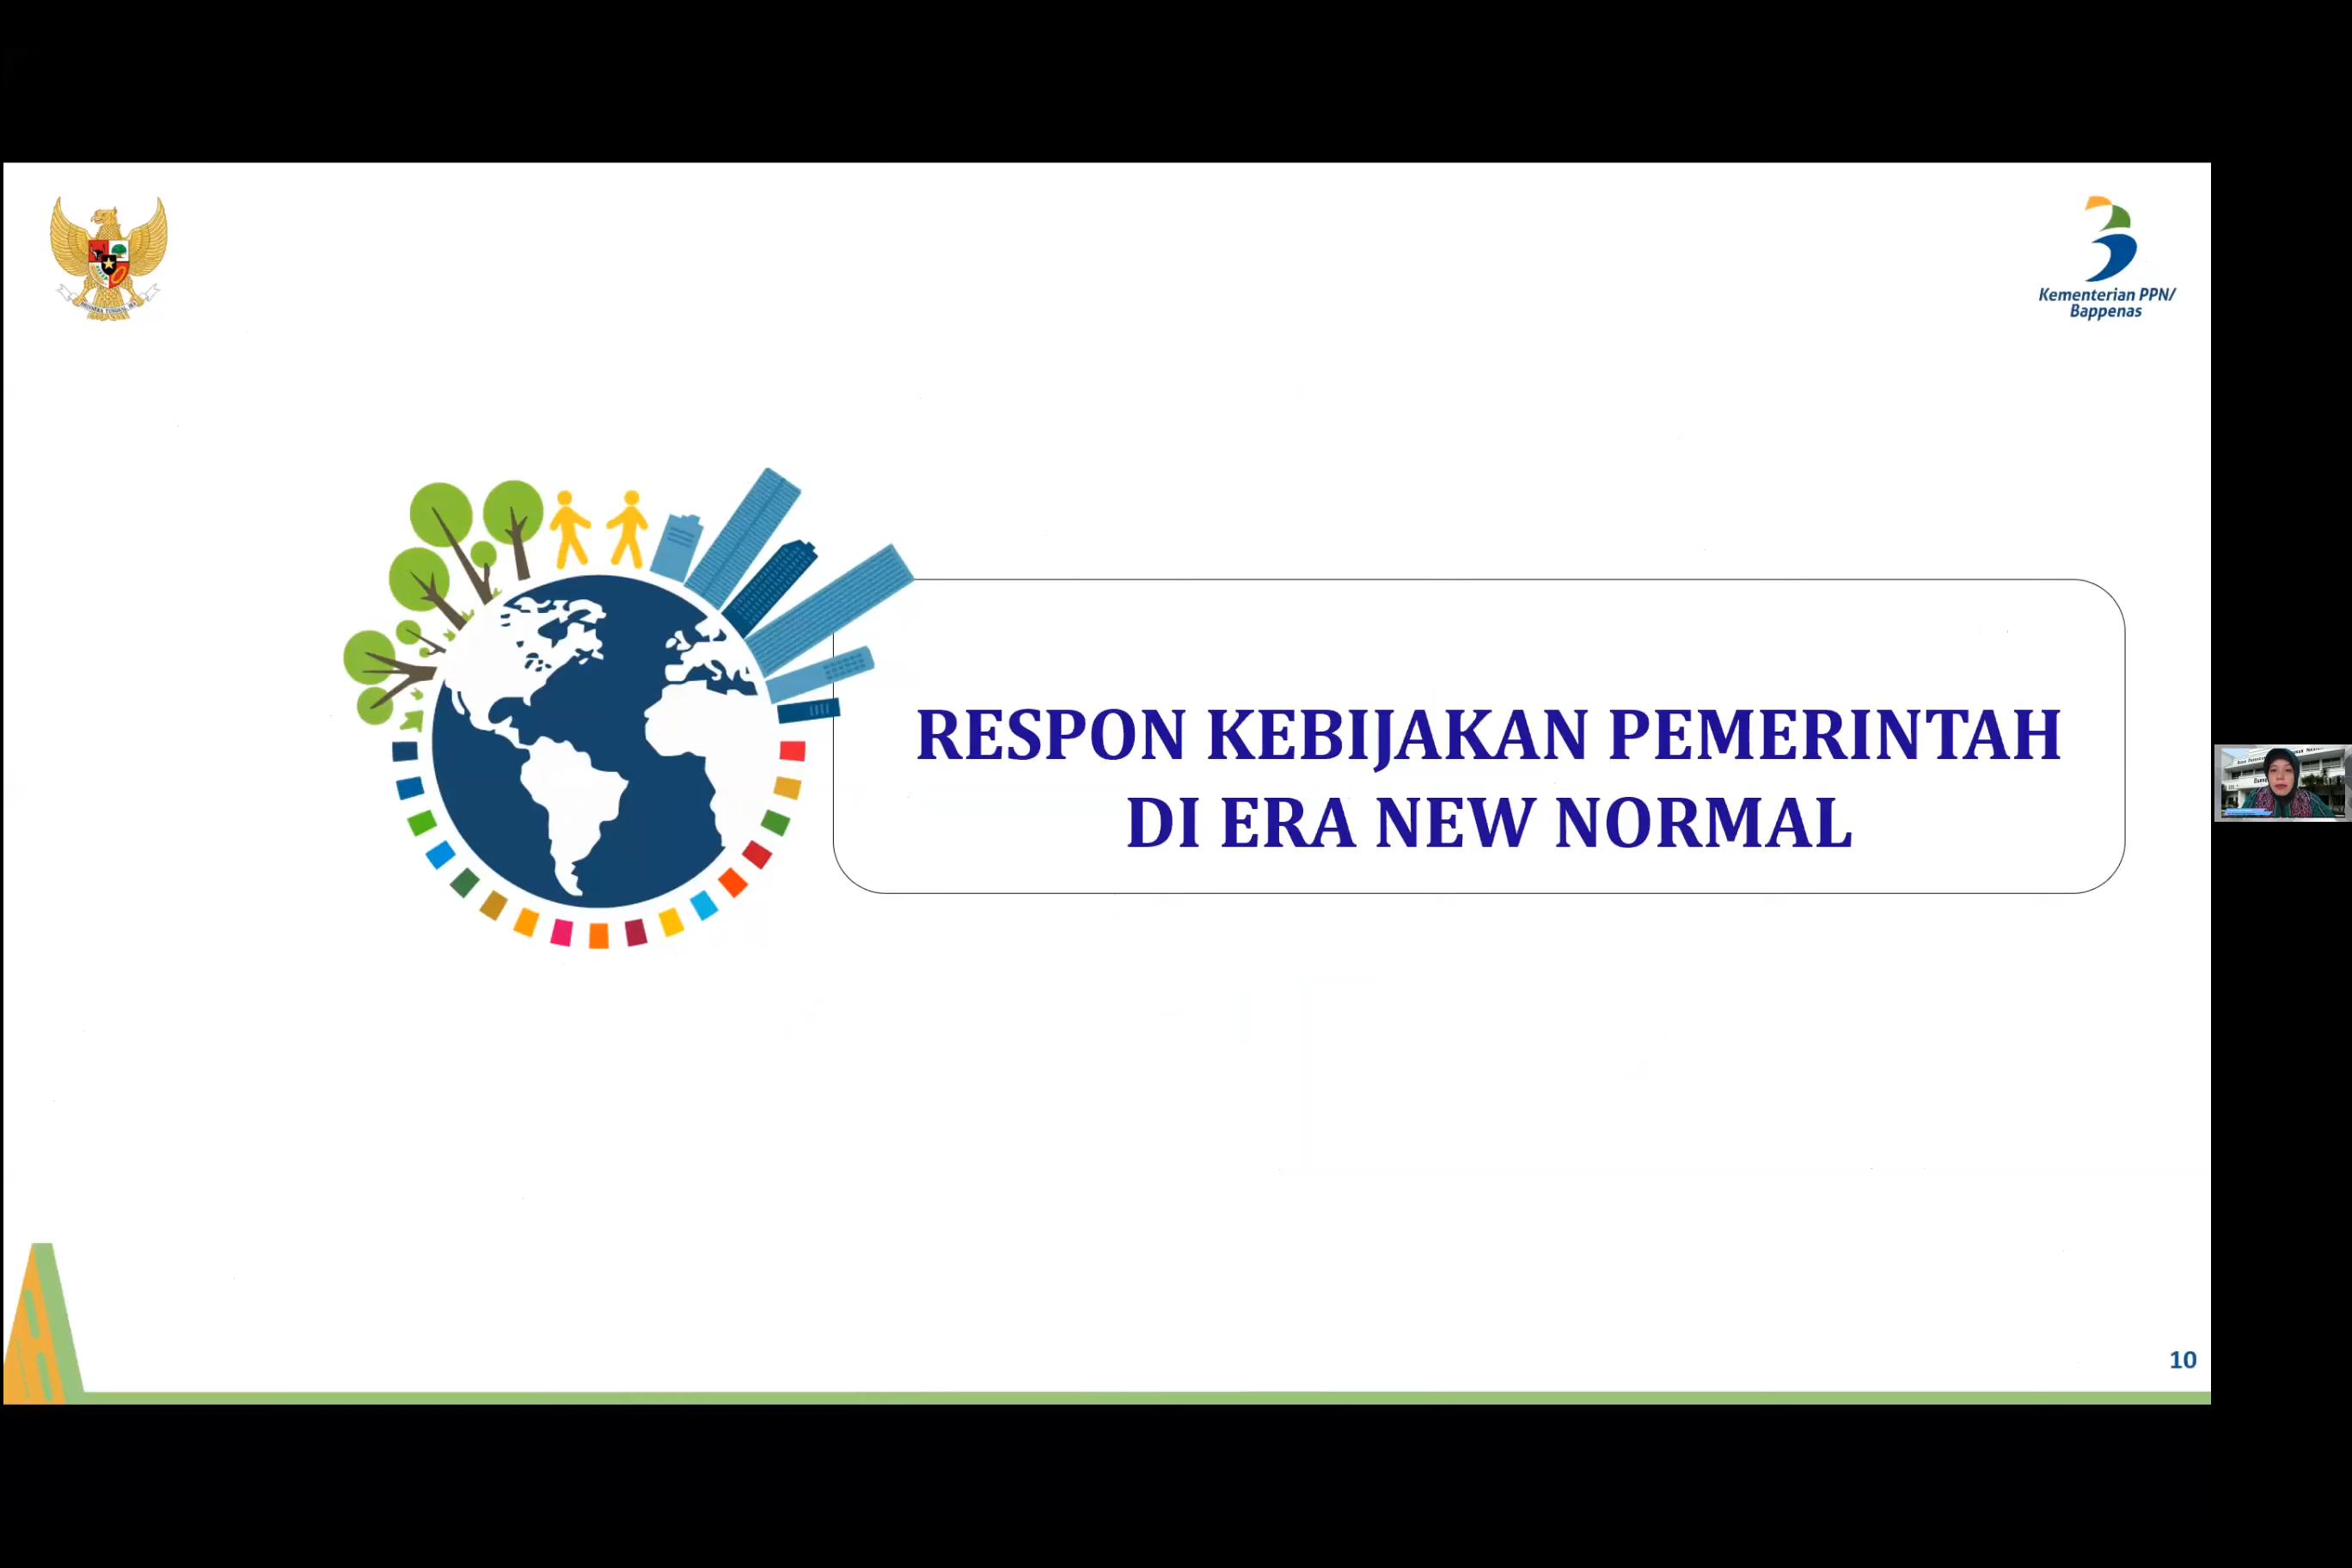 Kementerian PPN/
Bappenas
RESPON KEBIJAKAN PEMERINTAH
DI ERA NEW NORMAL
10